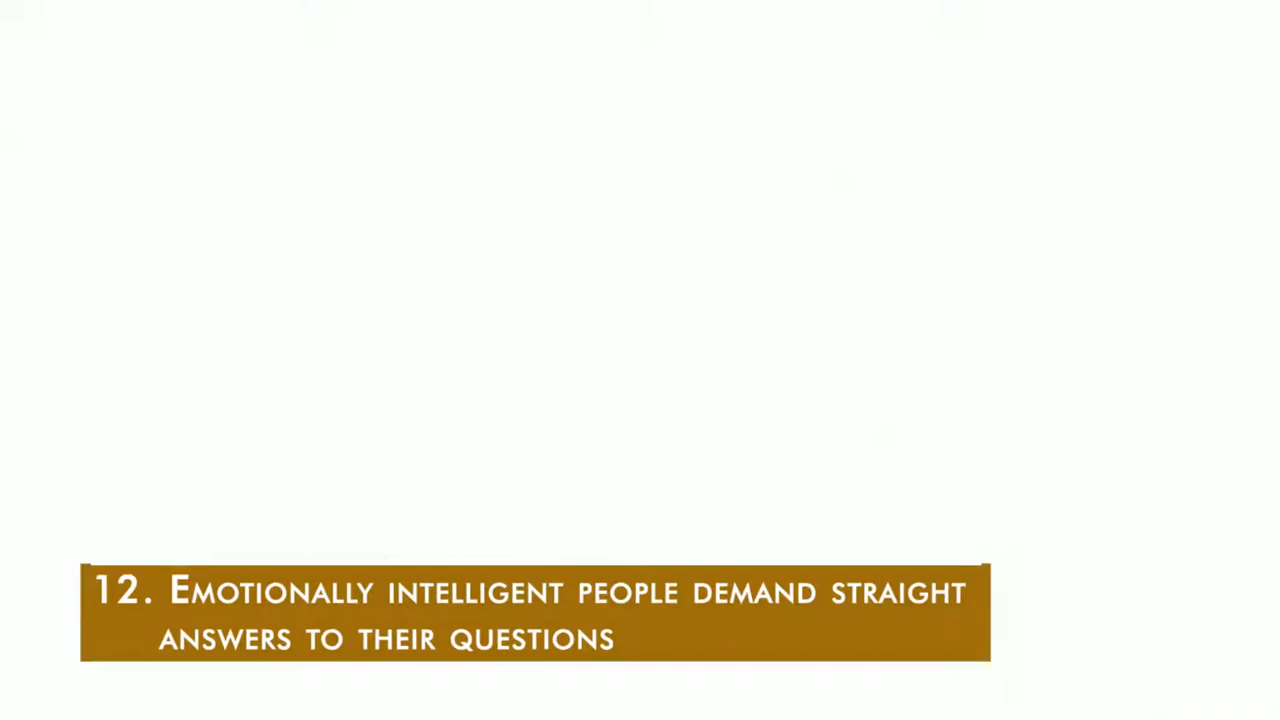 12. Emotionally intelligent people demand straight
answers to their questions